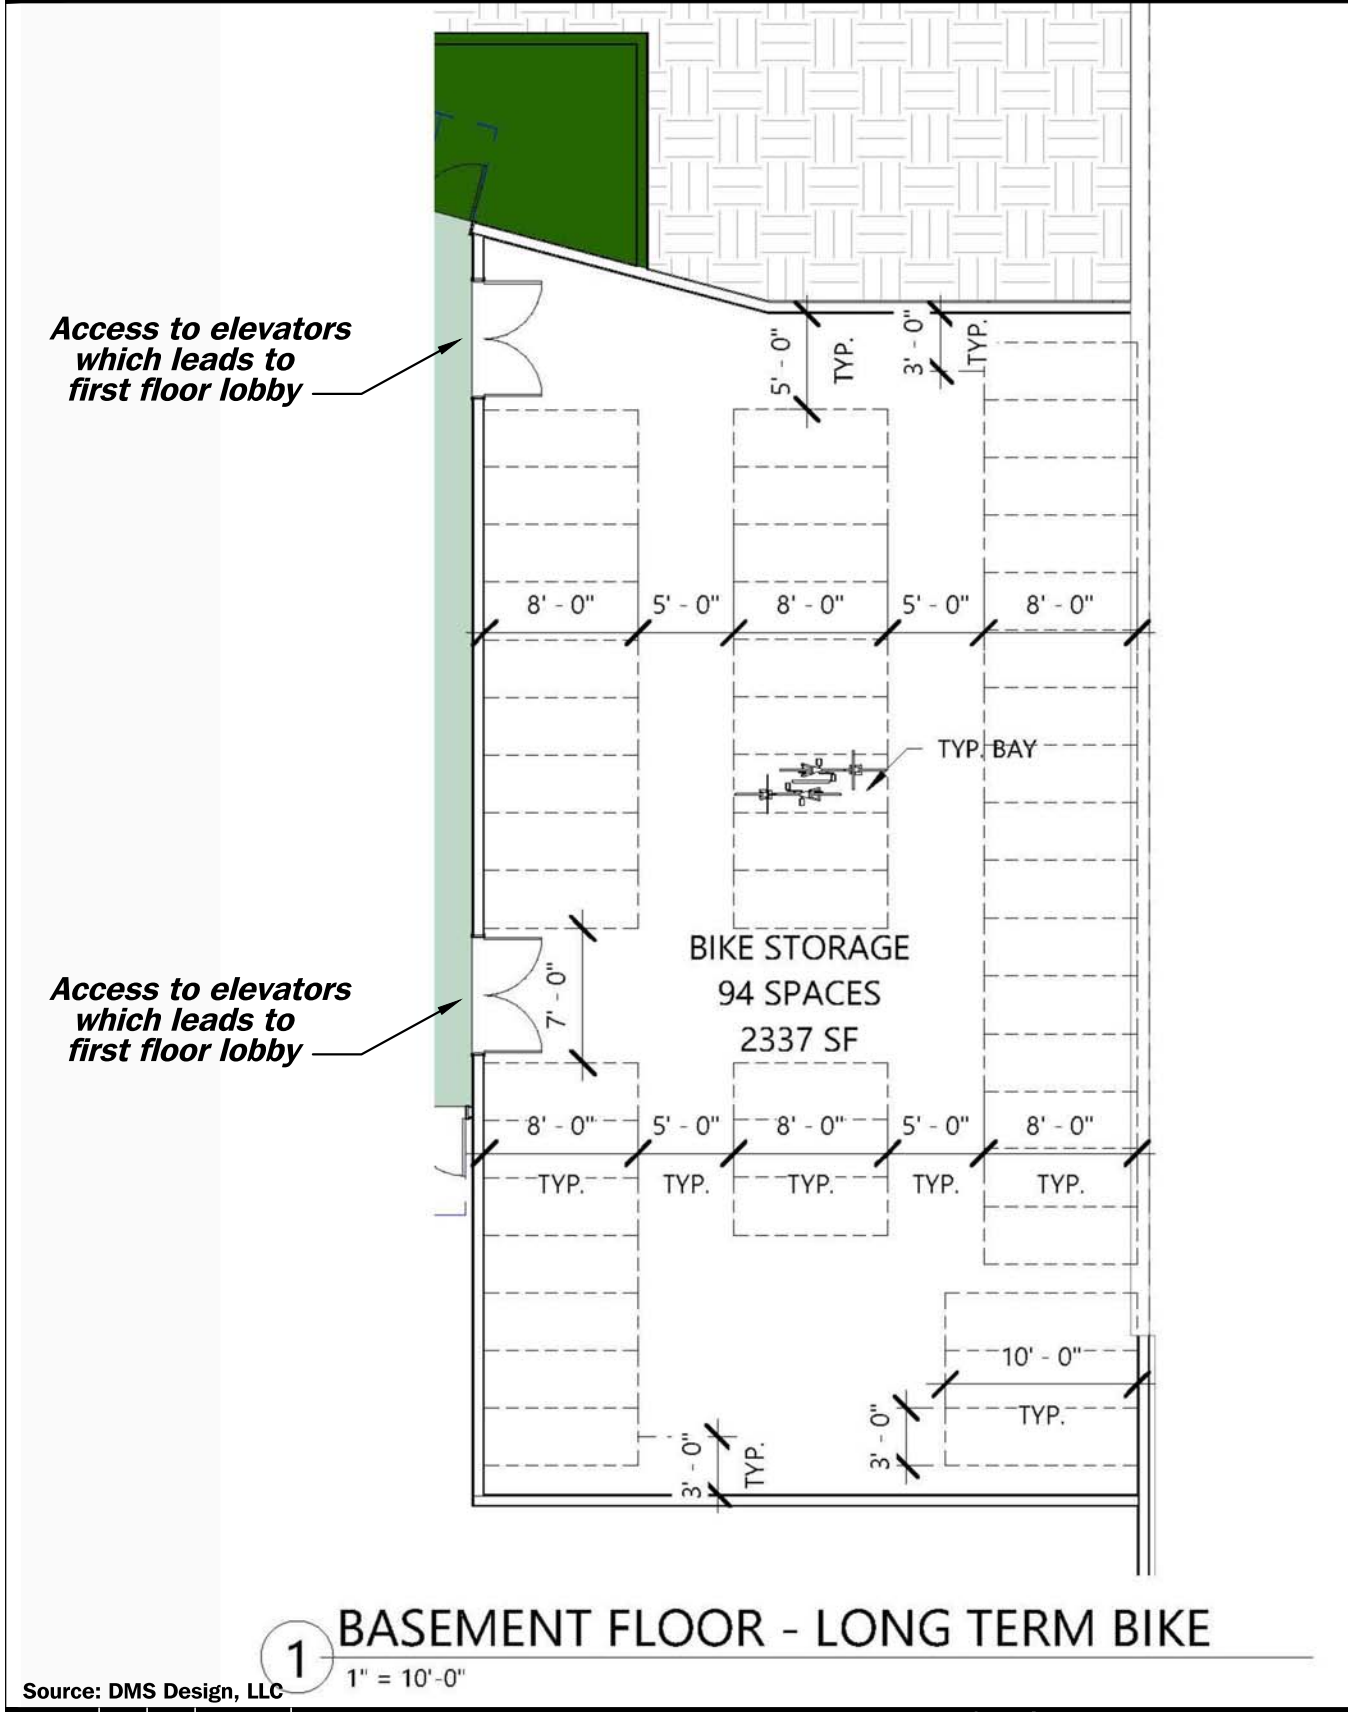 5' - 0"
TYP.
3' - 0"
TYP.
Access to elevators
which leads to
first floor lobby
8' - 0"
5' - 0"
8' - 0"
5' - 0"
8' - 0"
TYP. BAY
BIKE STORAGE
94 SPACES
2337 SF
7' - 0"
Access to elevators
which leads to
first floor lobby
8' - 0"
5' - 0"
8' - 0"
5' - 0"
8' - 0"
TYP.
TYP.
TYP.
TYP.
TYP.
10' - 0"
TYP.
3' - 0"
3' - 0"
TYP.
1
BASEMENT FLOOR - LONG TERM BIKE
1" = 10'-0"
Source: DMS Design, LLC